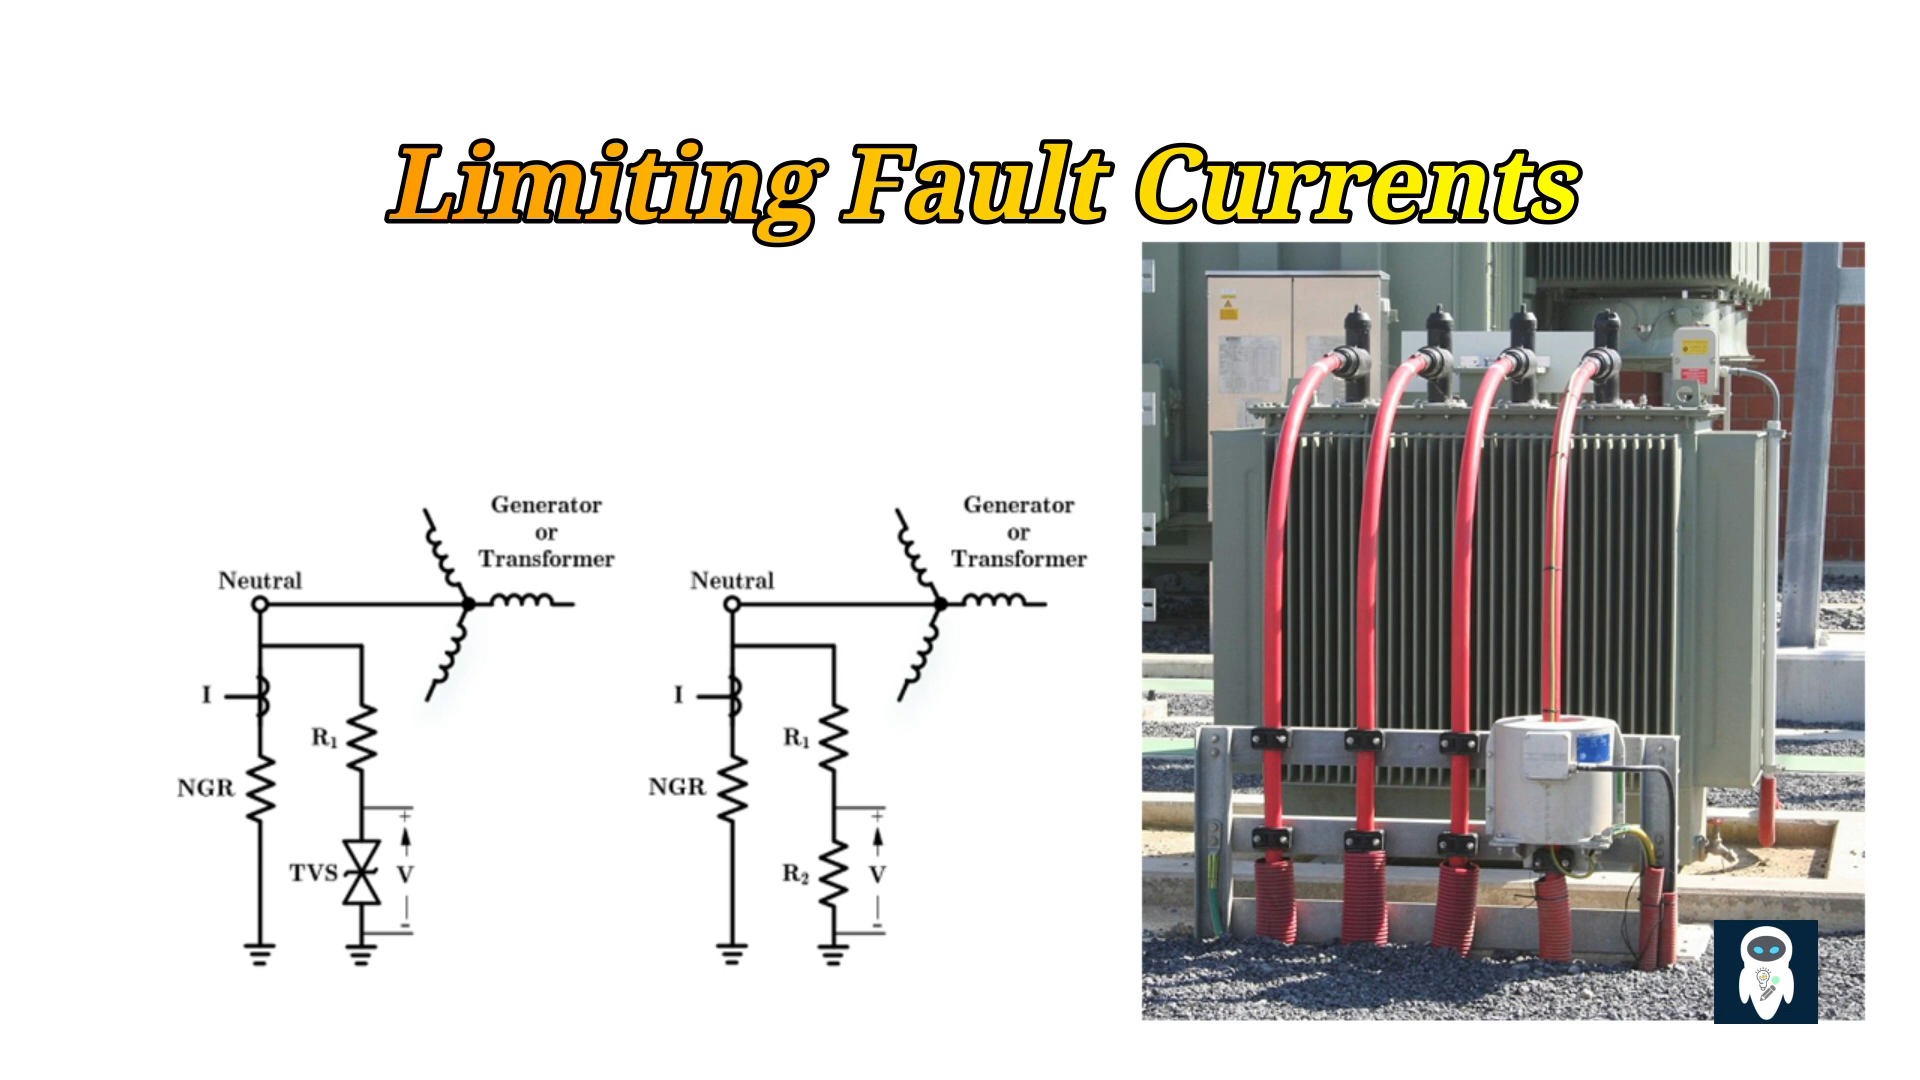 Limiting Fault Currents
Generator
or
Transformer
Neutral
I
R₁
NGR
+
TVS
V
-
Generator
or
Transformer
Neutral
I
R₁
NGR
+
R₂
V
-